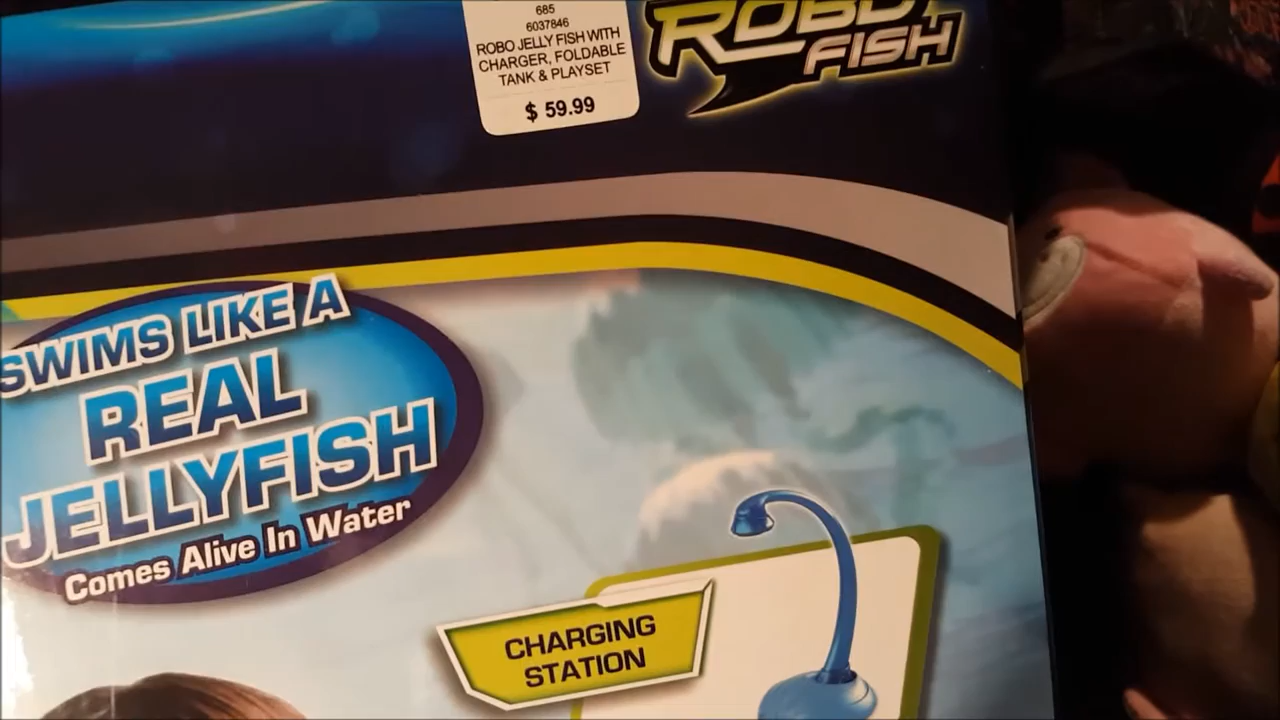 685
6037846
ROBO JELLY FISH WITH
CHARGER, FOLDABLE
TANK & PLAYSET
$ 59.99
ROBO
FISH
SWIMS LIKE A
REAL
JELLYFISH
Comes Alive In Water
CHARGING
STATION